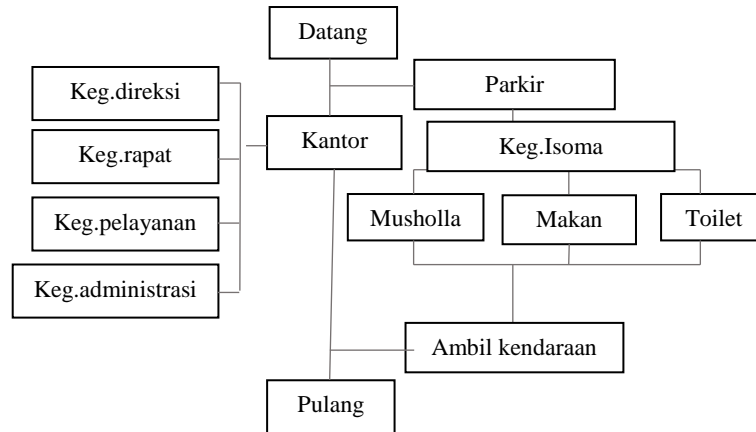 Datang
Keg.direksi
Parkir
Kantor
Keg.rapat
Keg.Isoma
Keg.pelayanan
Musholla
Makan
Toilet
Keg.administrasi
Ambil kendaraan
Pulang